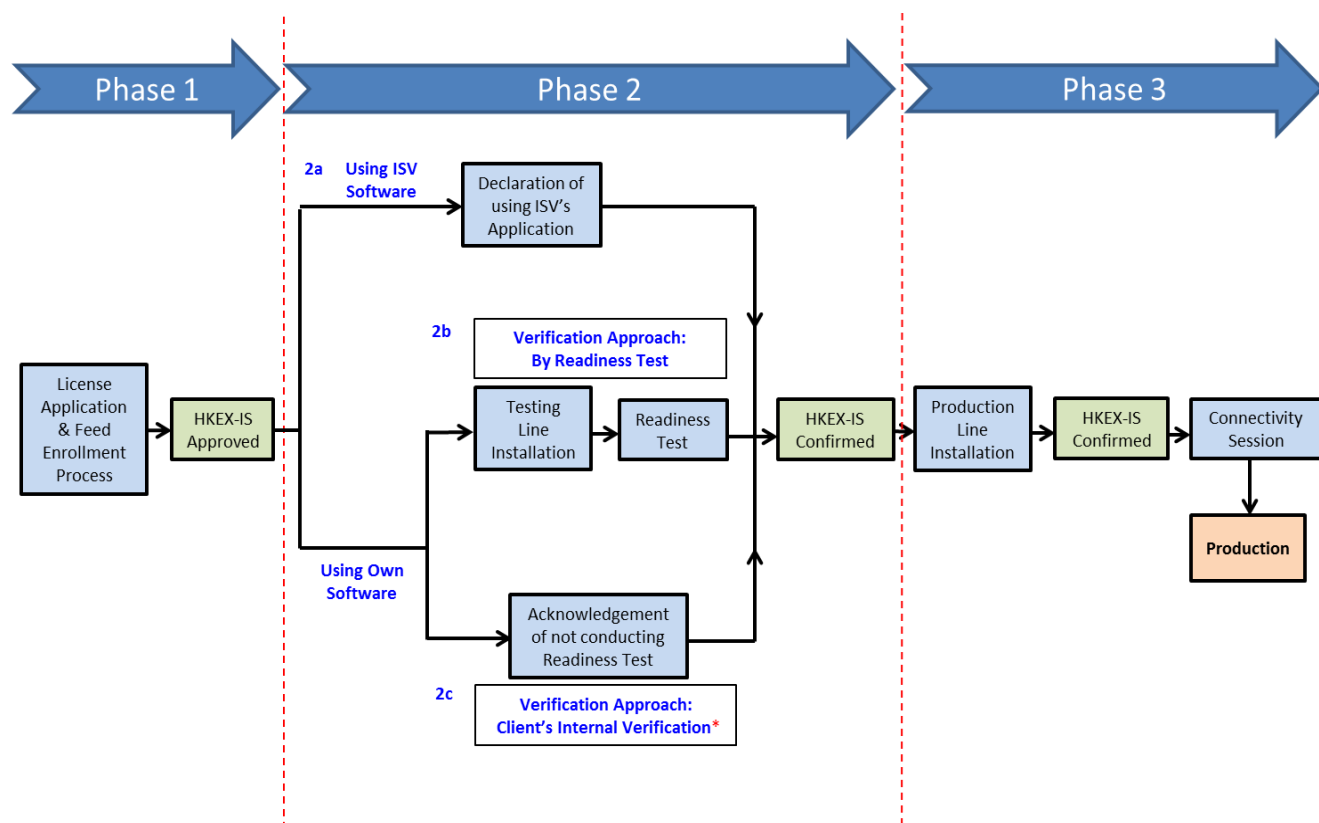 Phase 1
Phase 2
Phase 3
2a Using ISV
Software
Declaration of
using ISV's
Application
2b
Verification Approach:
By Readiness Test
License
Application
& Feed
Enrollment
Process
HKEX-IS
Approved
Testing
Line
Installation
Readiness
Test
HKEX-IS
Confirmed
Production
Line
Installation
HKEX-IS
Confirmed
Connectivity
Session
Production
Using Own
Software
Acknowledgement
of not conducting
Readiness Test
2c
Verification Approach:
Client's Internal Verification*